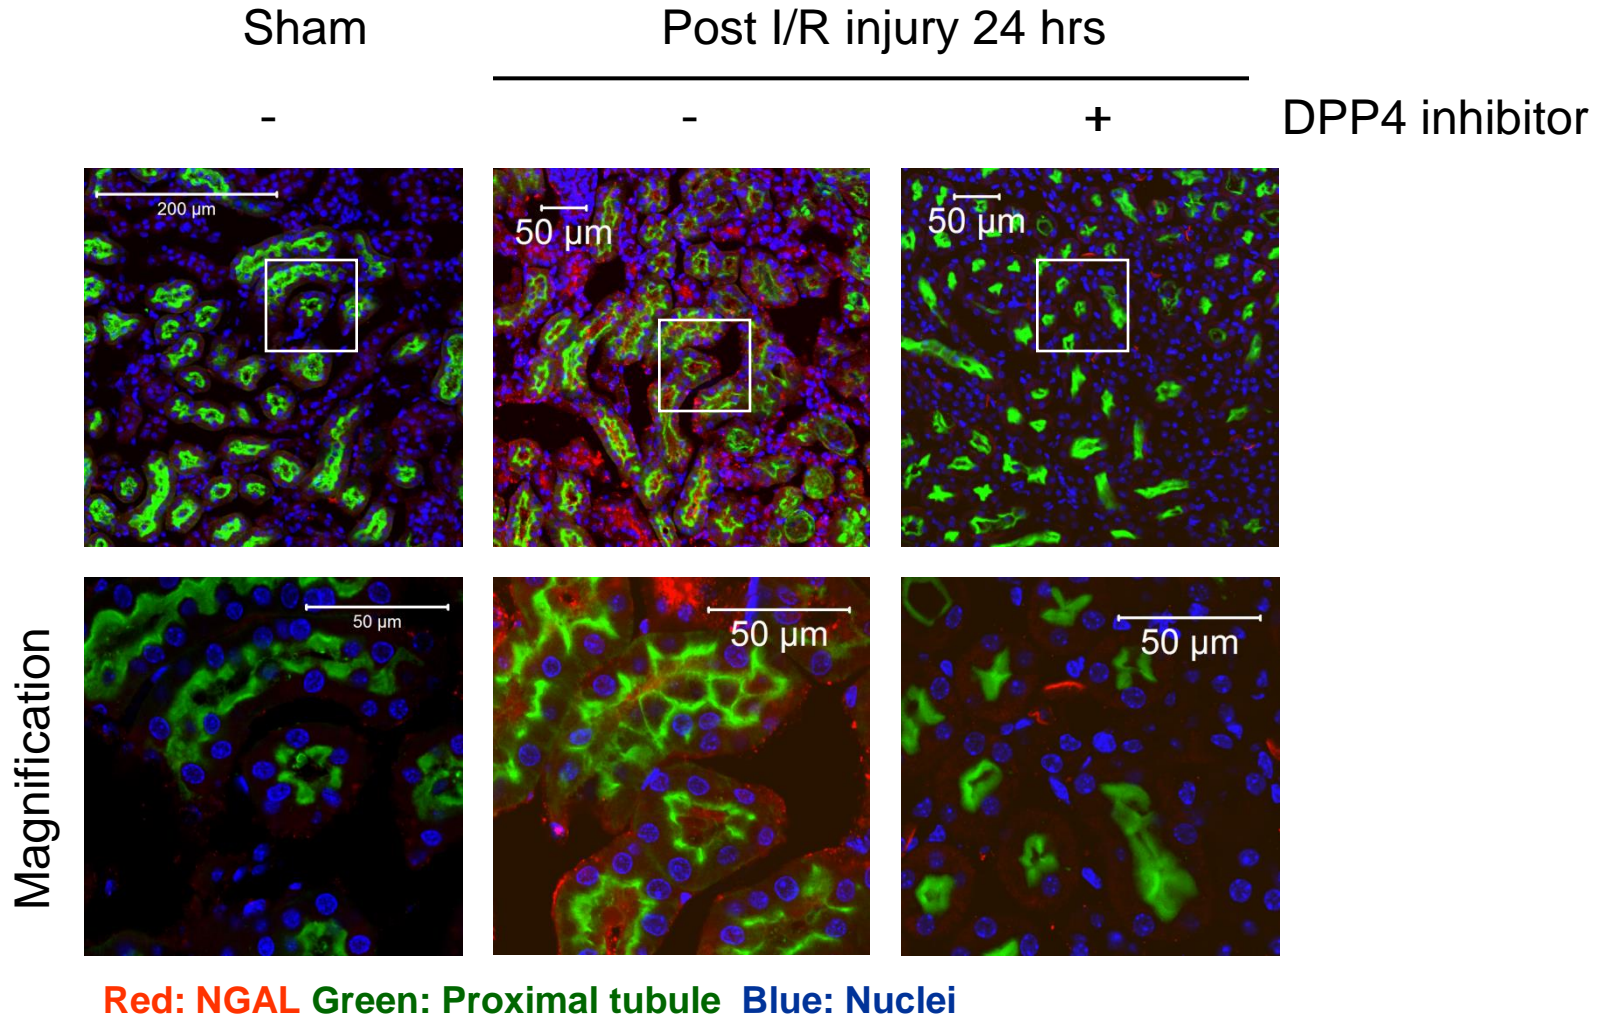 Sham
Post I/R injury 24 hrs
- - + DPP4 inhibitor
200 µm
50 µm
50 µm
Magnification
50 µm
50 µm
50 µm
Red: NGAL Green: Proximal tubule Blue: Nuclei